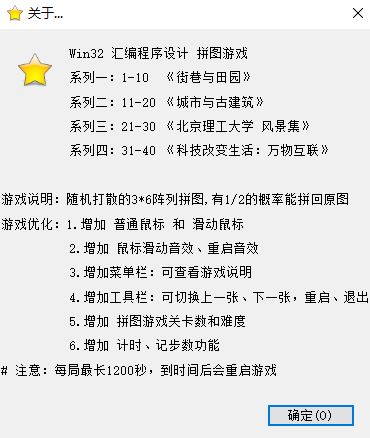 关于...
Win32 汇编程序设计 拼图游戏
系列一：1-10 《街巷与田园》
系列二：11-20 《城市与古建筑》
系列三：21-30 《北京理工大学 风景集》
系列四：31-40 《科技改变生活：万物互联》
游戏说明：随机打散的3*6阵列拼图,有1/2的概率能拼回原图
游戏优化：1.增加 普通鼠标 和 滑动鼠标
2.增加 鼠标滑动音效、重启音效
3.增加菜单栏：可查看游戏说明
4.增加工具栏：可切换上一张、下一张，重启、退出
5.增加 拼图游戏关卡数和难度
6.增加 计时、记步数功能
# 注意：每局最长1200秒，到时间后会重启游戏
确定(O)